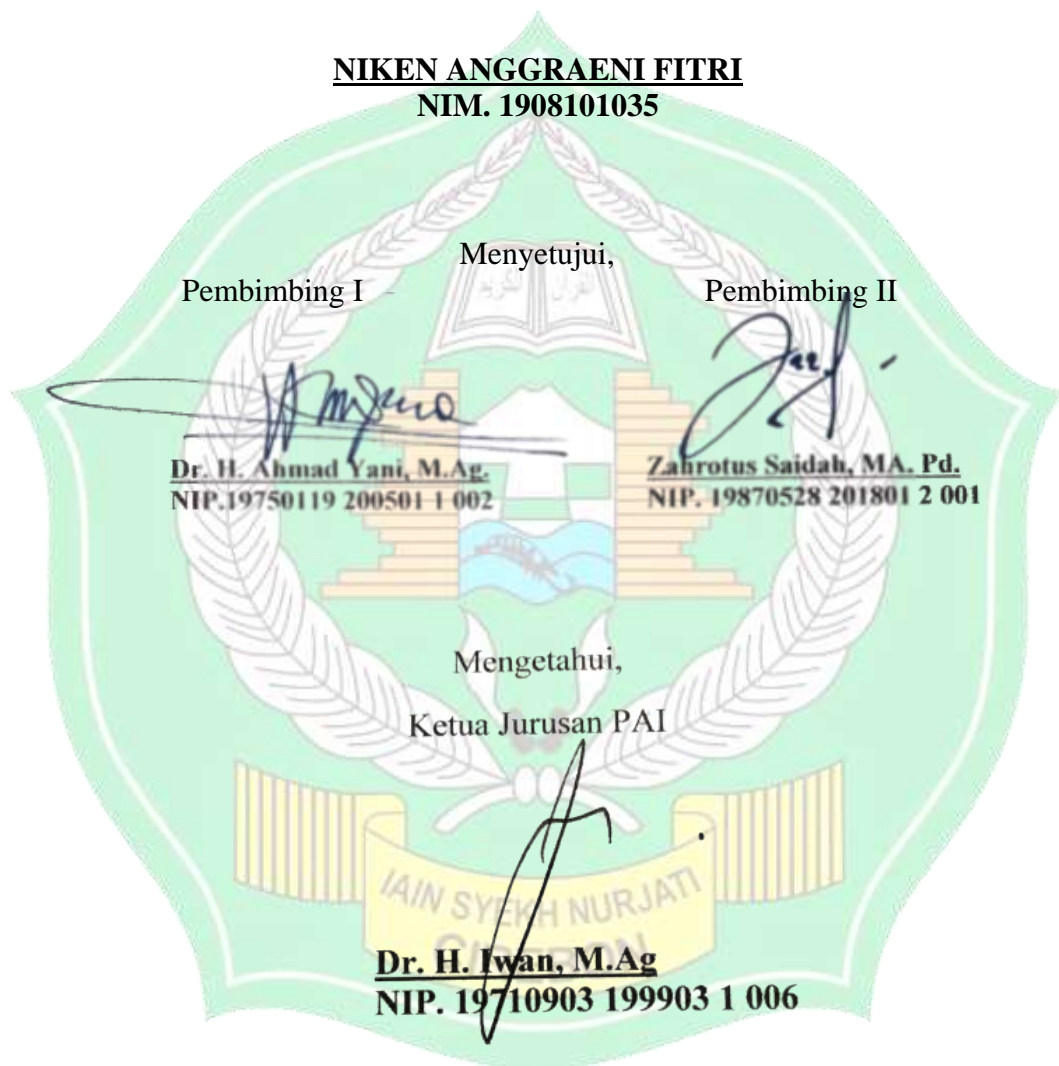 NIKEN ANGGRAENI FITRI
NIM. 1908101035
Menyetujui,
Pembimbing I
Pembimbing II
Dr. H. Ahmad Yani, M.Ag.
NIP.19750119 200501 1 002
Zahrotus Saidah, MA. Pd.
NIP. 19870528 201801 2 001
Mengetahui,
Ketua Jurusan PAI
IAIN SYEKH NURJATI
CIREBON
Dr. H. Iwan, M.Ag
NIP. 19710903 199903 1 006